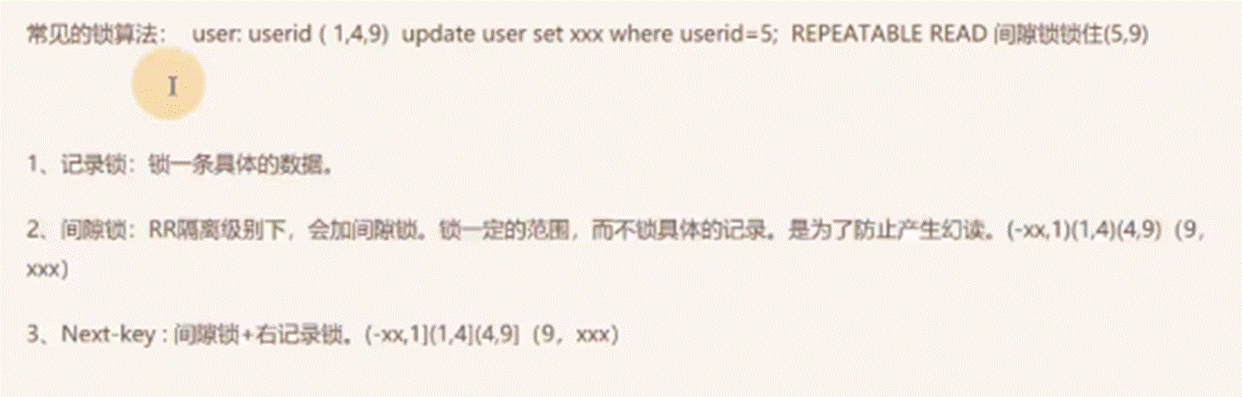 常见的锁算法： user: userid ( 1,4,9) update user set xxx where userid=5; REPEATABLE READ 间隙锁锁住(5,9)
1、记录锁：锁一条具体的数据。
2、间隙锁：RR隔离级别下，会加间隙锁。锁一定的范围，而不锁具体的记录。是为了防止产生幻读。(-xx,1)(1,4)(4,9)（9，
xxx）
3、Next-key : 间隙锁+右记录锁。(-xx,1](1,4](4,9]（9，xxx）